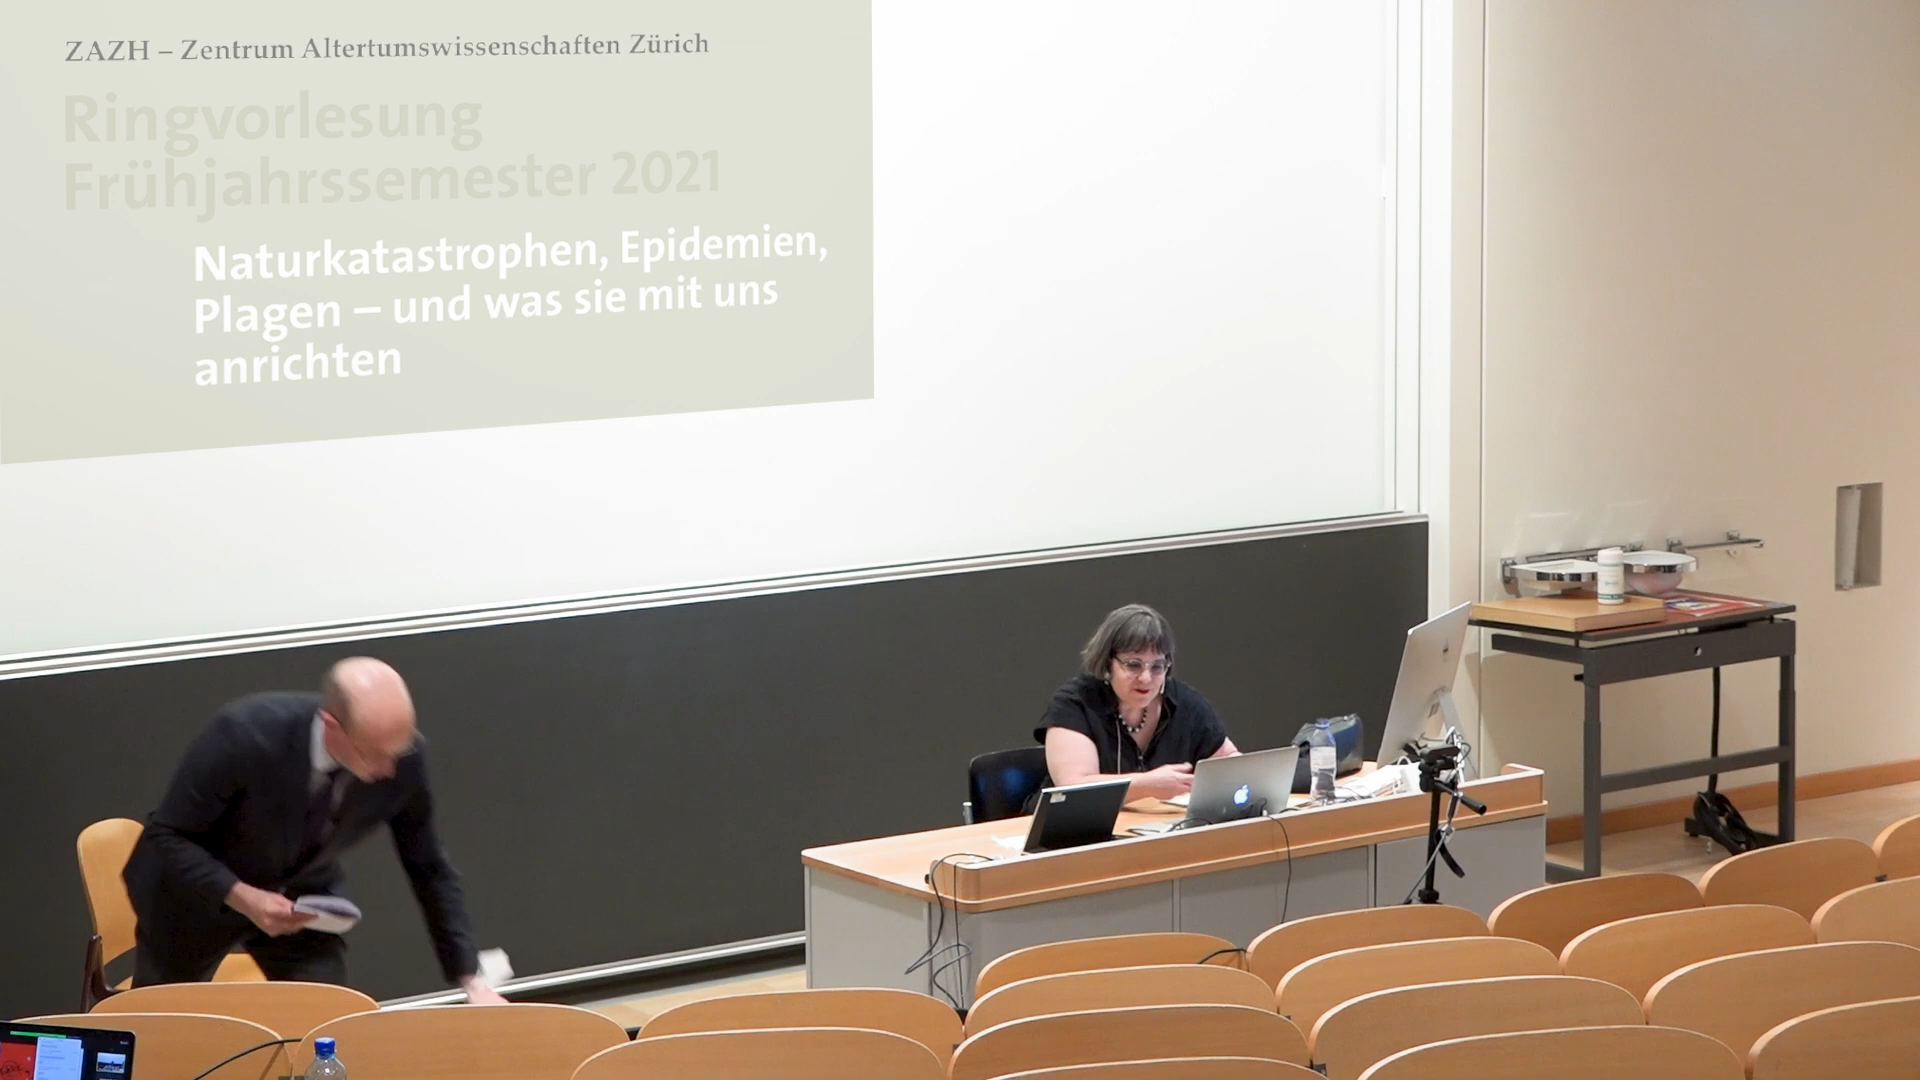 ZAZH – Zentrum Altertumswissenschaften Zürich
Ringvorlesung
Frühjahrssemester 2021
Naturkatastrophen, Epidemien,
Plagen – und was sie mit uns
anrichten